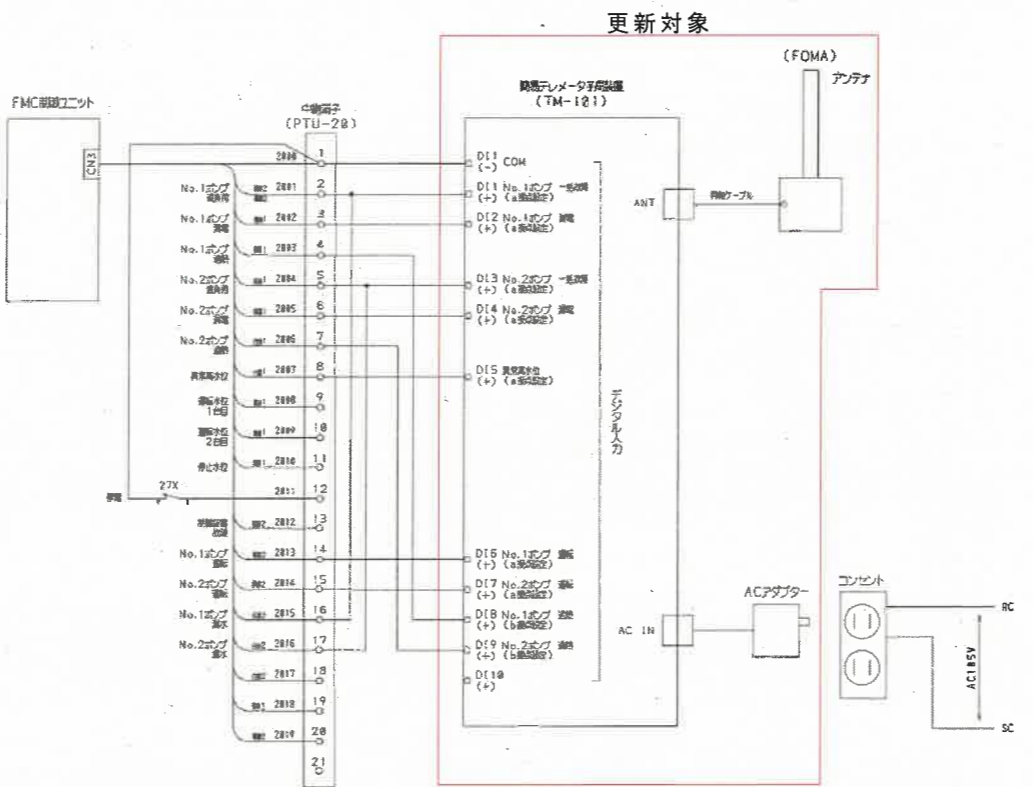 更新対象
(FOMA)
アンテナ
簡易テレメータ子局装置
(TM-101)
FMC制御ユニット
CN3
中継端子
(PTU-20)
2000
1
No.1ポンプ
2001
2
No.1ポンプ
漏電
2002
3
No.1ポンプ
過熱
2003
4
No.2ポンプ
2004
5
No.2ポンプ
漏電
2005
6
No.2ポンプ
過熱
2006
7
異常高水位
2007
8
運転水位
1台目
2008
9
運転水位
2台目
2009
10
停止水位
2010
11
停電
27X
2011
12
2012
13
No.1ポンプ
運転
2013
14
No.2ポンプ
運転
2014
15
No.1ポンプ
2015
16
No.2ポンプ
2016
17
2017
18
2018
19
2019
20
21
DI1 COM
(-)
DI1 No.1ポンプ 一括故障
(+) (a接点設定)
DI2 No.1ポンプ 漏電
(+) (a接点設定)
DI3 No.2ポンプ 一括故障
(+) (a接点設定)
DI4 No.2ポンプ 漏電
(+) (a接点設定)
DI5 異常高水位
(+) (a接点設定)
DI6 No.1ポンプ 運転
(+) (a接点設定)
DI7 No.2ポンプ 運転
(+) (a接点設定)
DI8 No.1ポンプ 過熱
(+) (b接点設定)
DI9 No.2ポンプ 過熱
(+) (b接点設定)
DI10
(+)
デジタル入力
ANT
同軸ケーブル
AC IN
ACアダプター
コンセント
RC
AC105V
SC